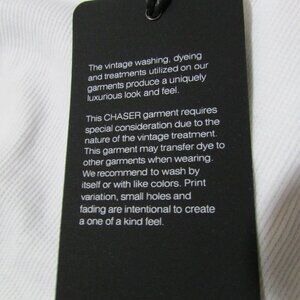 The vintage washing, dyeing
and treatments utilized on our
garments produce a uniquely
luxurious look and feel.
This CHASER garment requires
special consideration due to the
nature of the vintage treatment.
This garment may transfer dye to
other garments when wearing.
We recommend to wash by
itself or with like colors. Print
variation, small holes and
fading are intentional to create
a one of a kind feel.